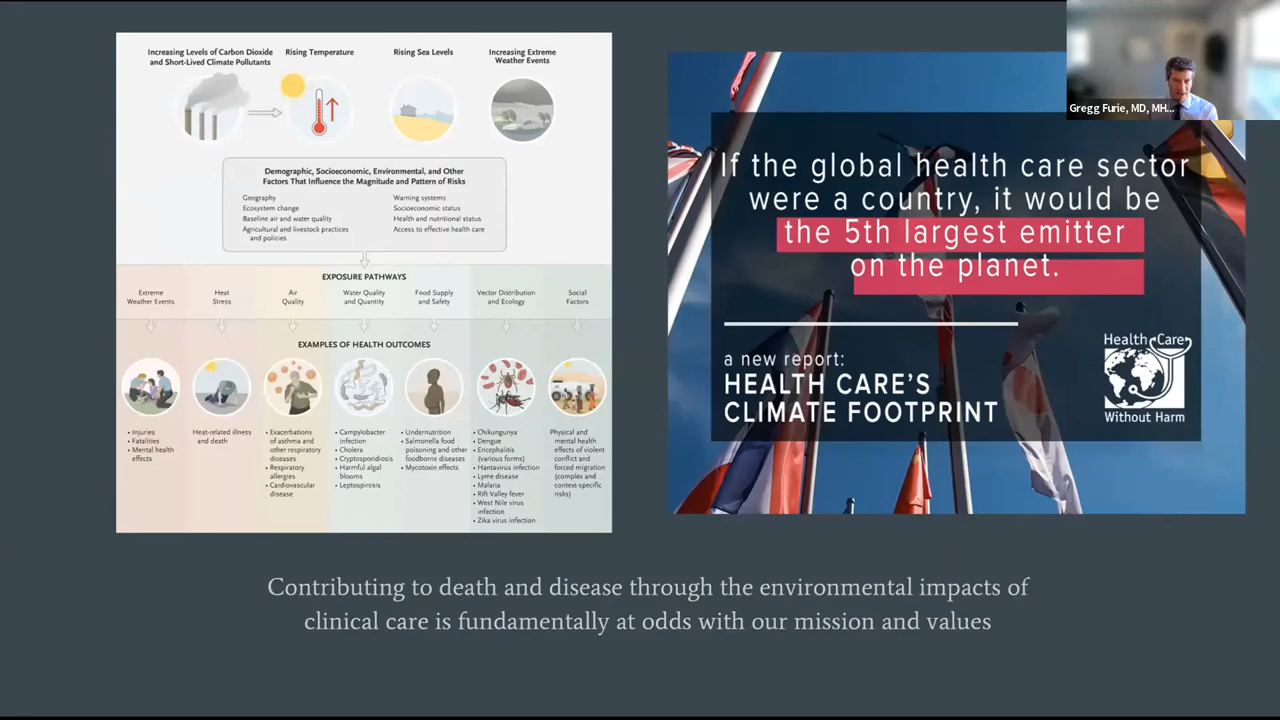 Increasing Levels of Carbon Dioxide
and Short-Lived Climate Pollutants
Rising Temperature
Rising Sea Levels
Increasing Extreme
Weather Events
Demographic, Socioeconomic, Environmental, and Other
Factors That Influence the Magnitude and Pattern of Risks
Geography
Ecosystem change
Baseline air and water quality
Agricultural and livestock practices
and policies
Warning systems
Socioeconomic status
Health and nutritional status
Access to effective health care
EXPOSURE PATHWAYS
Extreme
Weather Events
Heat
Stress
Air
Quality
Water Quality
and Quantity
Food Supply
and Safety
Vector Distribution
and Ecology
Social
Factors
EXAMPLES OF HEALTH OUTCOMES
• Injuries
• Fatalities
• Mental health
effects
Heat-related illness
and death
• Exacerbations
of asthma and
other respiratory
diseases
• Respiratory
allergies
• Cardiovascular
disease
• Campylobacter
infection
• Cholera
• Cryptosporidiosis
• Harmful algal
blooms
• Leptospirosis
• Undernutrition
• Salmonella food
poisoning and other
foodborne diseases
• Mycotoxin effects
• Chikungunya
• Dengue
• Encephalitis
(various forms)
• Hantavirus infection
• Lyme disease
• Malaria
• Rift Valley fever
• West Nile virus
infection
• Zika virus infection
Physical and
mental health
effects of violent
conflict and
forced migration
(complex and
context-specific
risks)
If the global health care sector
were a country, it would be
the 5th largest emitter
on the planet.
a new report:
HEALTH CARE'S
CLIMATE FOOTPRINT
Health Care
Without Harm
Gregg Furie, MD, MH...
Contributing to death and disease through the environmental impacts of
clinical care is fundamentally at odds with our mission and values